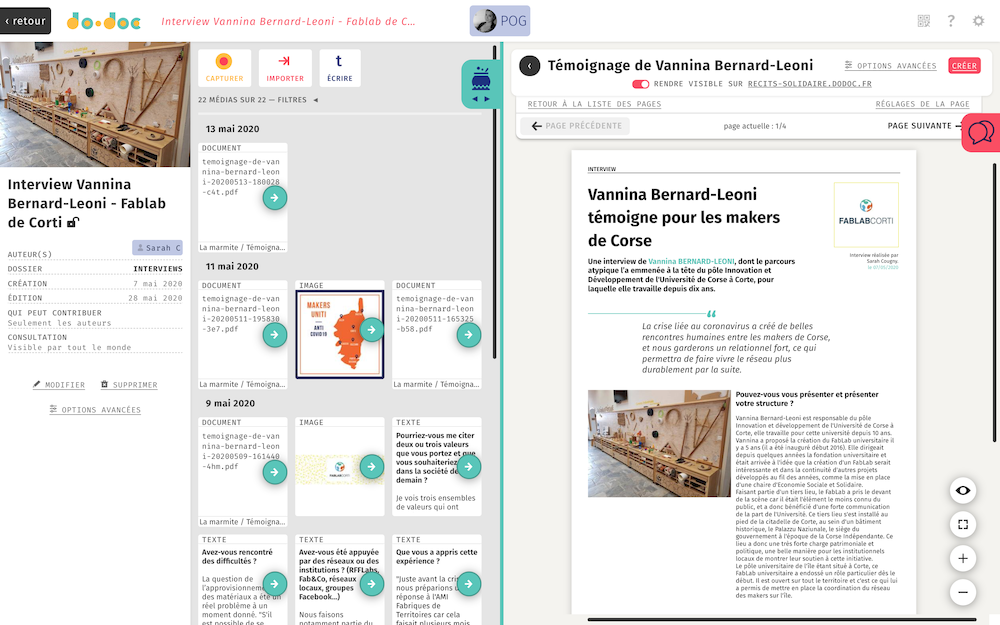 ‹ retour
do•doc
Interview Vannina Bernard-Leoni - Fablab de C...
POG
?
Interview Vannina
Bernard-Leoni - Fablab
de Corti
AUTEUR(S)
Sarah C
DOSSIER
INTERVIEWS
CRÉATION
7 mai 2020
ÉDITION
28 mai 2020
QUI PEUT CONTRIBUER
Seulement les auteurs
CONSULTATION
Visible par tout le monde
MODIFIER
SUPPRIMER
OPTIONS AVANCÉES
CAPTURER
IMPORTER
t
ÉCRIRE
22 MÉDIAS SUR 22 — FILTRES ◄
13 mai 2020
DOCUMENT
temoignage-de-van
nina-bernard-leon
i-20200513-180028
-c4t.pdf
La marmite / Témoigna...
11 mai 2020
DOCUMENT
temoignage-de-van
nina-bernard-leon
i-20200511-195830
-3e7.pdf
La marmite / Témoigna...
IMAGE
MAKERS
UNITI
ANTI
COVID19
DOCUMENT
temoignage-de-van
nina-bernard-leon
i-20200511-165325
-b58.pdf
La marmite / Témoigna...
9 mai 2020
DOCUMENT
temoignage-de-van
nina-bernard-leon
i-20200509-161440
-4hm.pdf
La marmite / Témoigna...
IMAGE
FABLABCORTI
TEXTE
Pourriez-vous me citer
deux ou trois valeurs
que vous portez et que
vous souhaiteriez
dans la société de
demain ?
Je vois trois ensembles
de valeurs qui ont
TEXTE
Avez-vous rencontré
des difficultés ?
La question de
l'approvisionnement
des matériaux a été un
réel problème à un
moment donné. "S'il
est possible de se
TEXTE
Avez-vous été appuyée
par des réseaux ou des
institutions ? (RFFLabs,
Fab&Co, réseaux
locaux, groupes
Facebook...)
Nous faisons
notamment partie du
TEXTE
Que vous a appris cette
expérience ?
"Juste avant la crise
nous préparions
réponse à l'AMI
Fabriques de
Territoires car cela
faisait plusieurs mois
Témoignage de Vannina Bernard-Leoni
OPTIONS AVANCÉES
CRÉER
RENDRE VISIBLE SUR RECITS-SOLIDAIRE.DODOC.FR
RETOUR À LA LISTE DES PAGES
RÉGLAGES DE LA PAGE
PAGE PRÉCÉDENTE
page actuelle : 1/4
PAGE SUIVANTE
INTERVIEW
Vannina Bernard-Leoni
témoigne pour les makers
de Corse
FABLABCORTI
Interview réalisée par
Sarah Cougny,
le 07/05/2020
Une interview de Vannina BERNARD-LEONI, dont le parcours
atypique l'a emmenée à la tête du pôle Innovation et
Développement de l'Université de Corse à Corte, pour
laquelle elle travaille depuis dix ans.
“
La crise liée au coronavirus a créé de belles
rencontres humaines entre les makers de Corse,
et nous garderons un relationnel fort, ce qui
permettra de faire vivre le réseau plus
durablement par la suite.
Pouvez-vous vous présenter et présenter
votre structure ?
Vannina Bernard-Leoni est responsable du pôle
Innovation et développement de l'Université de Corse à
Corte, elle travaille pour cette université depuis 10 ans.
Vannina a proposé la création du FabLab universitaire il
y a 5 ans (il a été inauguré début 2016). Elle dirigeait
depuis quelques années la fondation universitaire et
était arrivée à l'idée que la création d'un Fablab serait
intéressante et dans la continuité d'autres projets
développés au fil des années, comme la mise en place
d'une chaire d'Economie Sociale et Solidaire.
Faisant partie d'un tiers lieu, le FabLab a pris le devant
de la scène car il était l'élément le moins connu du
public, et a donc bénéficié d'une forte communication
de la part de l'Université. Ce tiers lieu s'est installé au
pied de la citadelle de Corte, au sein d'un bâtiment
historique, le Palazzu Naziunale, le siège du
gouvernement à l'époque de la Corse Indépendante. Ce
lieu a donc une très forte charge patrimoniale et
politique, une belle manière pour les institutionnels
locaux de montrer leur soutien à cette initiative.
Le pôle universitaire de l'île étant situé à Corte, ce
FabLab universitaire a endossé un rôle particulier dès le
début. Il est ouvert sur tout le territoire et c'est ce qui lui
a permis de mettre en place la coordination du réseau
des makers sur l'île.